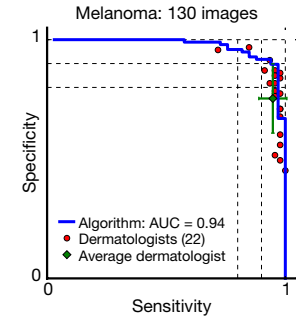 Melanoma: 130 images
1
Specificity
Algorithm: AUC = 0.94
Dermatologists (22)
Average dermatologist
0
0
1
Sensitivity